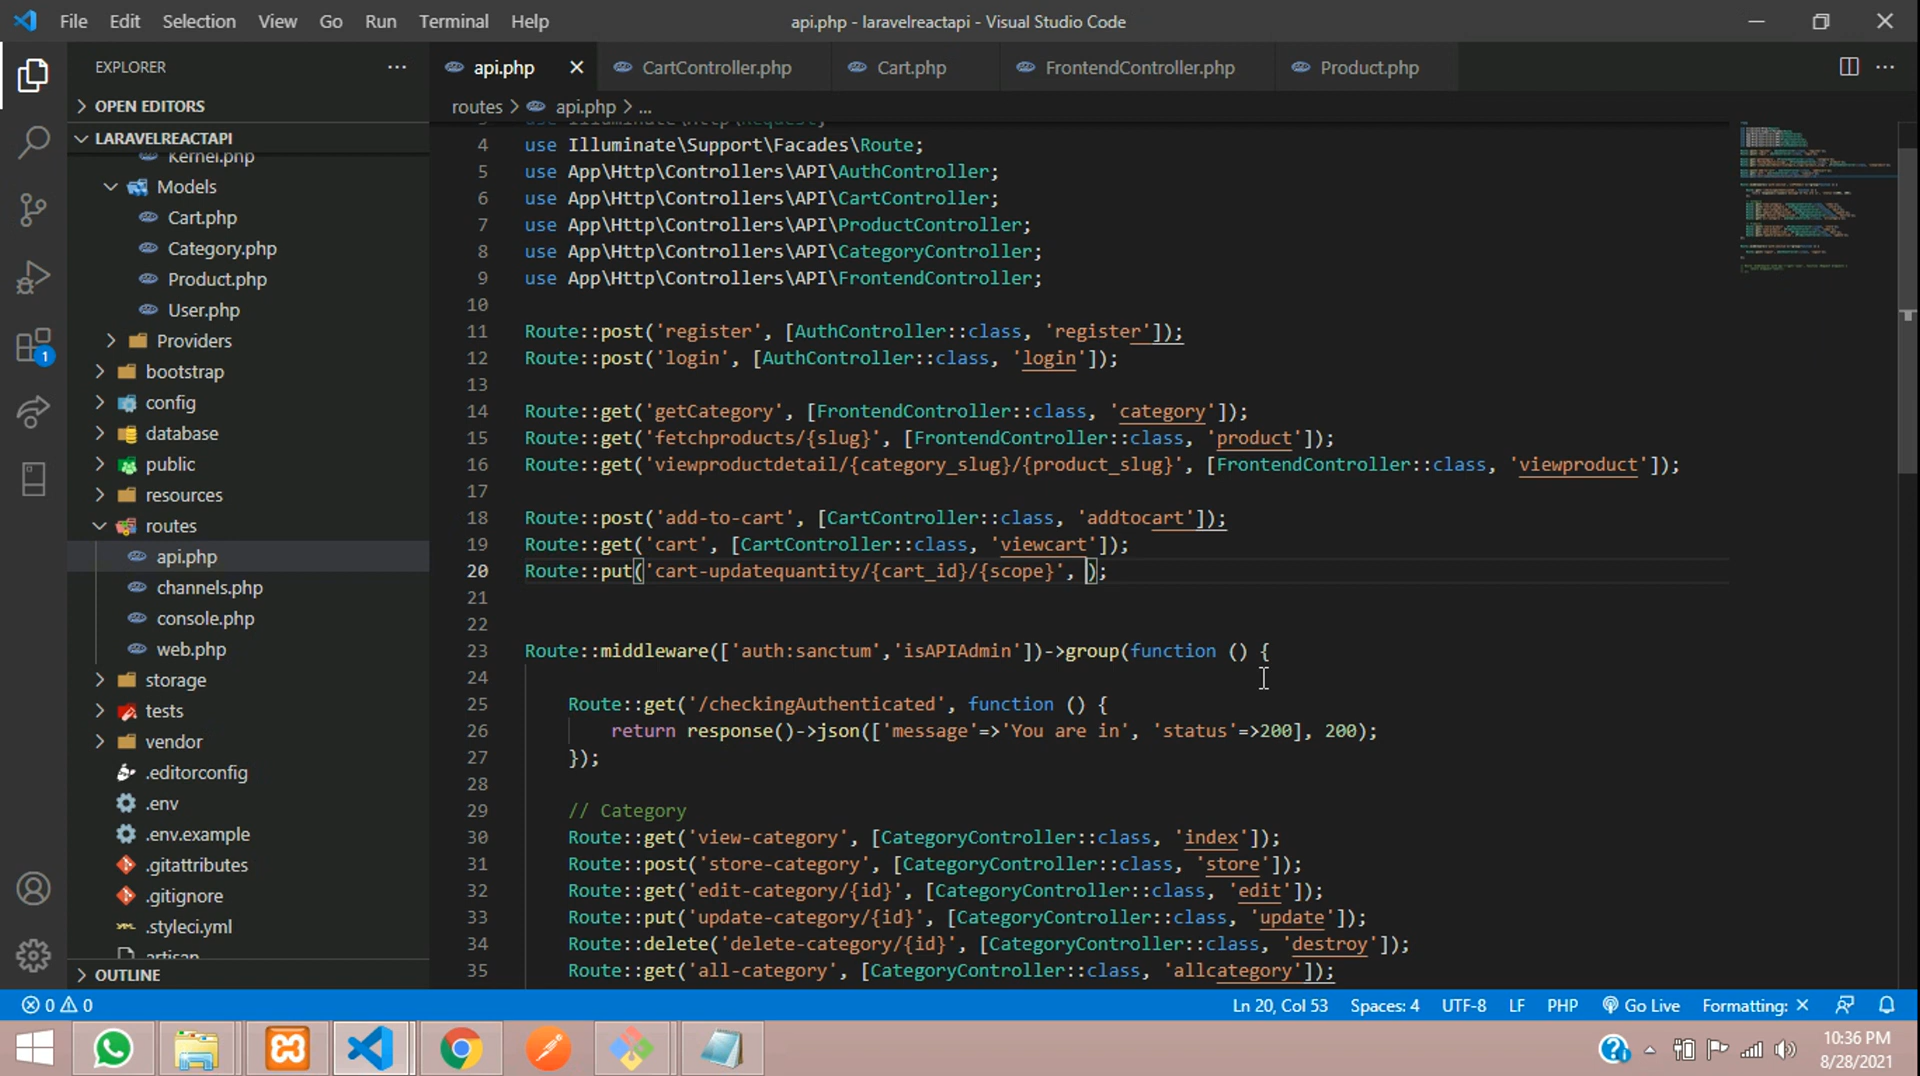 File Edit Selection View Go Run Terminal Help
api.php - laravelreactapi - Visual Studio Code
EXPLORER
OPEN EDITORS
LARAVELREACTAPI
Kernel.php
Models
Cart.php
Category.php
Product.php
User.php
Providers
bootstrap
config
database
public
resources
routes
api.php
channels.php
console.php
web.php
storage
tests
vendor
.editorconfig
.env
.env.example
.gitattributes
.gitignore
.styleci.yml
artisan
OUTLINE
1
api.php CartController.php Cart.php FrontendController.php Product.php
routes > api.php > ...
3 use Illuminate\Http\Request;
4 use Illuminate\Support\Facades\Route;
5 use App\Http\Controllers\API\AuthController;
6 use App\Http\Controllers\API\CartController;
7 use App\Http\Controllers\API\ProductController;
8 use App\Http\Controllers\API\CategoryController;
9 use App\Http\Controllers\API\FrontendController;
10
11 Route::post('register', [AuthController::class, 'register']);
12 Route::post('login', [AuthController::class, 'login']);
13
14 Route::get('getCategory', [FrontendController::class, 'category']);
15 Route::get('fetchproducts/{slug}', [FrontendController::class, 'product']);
16 Route::get('viewproductdetail/{category_slug}/{product_slug}', [FrontendController::class, 'viewproduct']);
17
18 Route::post('add-to-cart', [CartController::class, 'addtocart']);
19 Route::get('cart', [CartController::class, 'viewcart']);
20 Route::put('cart-updatequantity/{cart_id}/{scope}', );
21
22
23 Route::middleware(['auth:sanctum','isAPIAdmin'])->group(function () {
24
25 Route::get('/checkingAuthenticated', function () {
26 return response()->json(['message'=>'You are in', 'status'=>200], 200);
27 });
28
29 // Category
30 Route::get('view-category', [CategoryController::class, 'index']);
31 Route::post('store-category', [CategoryController::class, 'store']);
32 Route::get('edit-category/{id}', [CategoryController::class, 'edit']);
33 Route::put('update-category/{id}', [CategoryController::class, 'update']);
34 Route::delete('delete-category/{id}', [CategoryController::class, 'destroy']);
35 Route::get('all-category', [CategoryController::class, 'allcategory']);
0 0 Ln 20, Col 53 Spaces: 4 UTF-8 LF PHP Go Live Formatting: ×
10:36 PM
8/28/2021